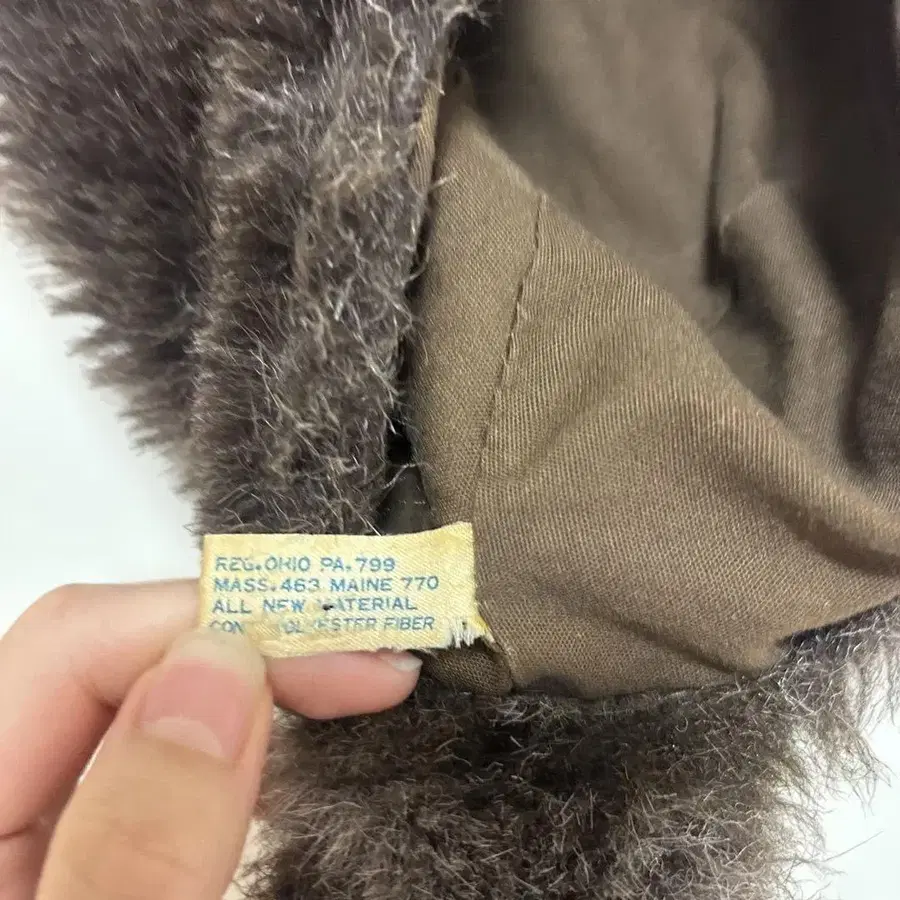 REG. OHIO PA. 799
MASS. 463 MAINE 770
ALL NEW MATERIAL
FIBER